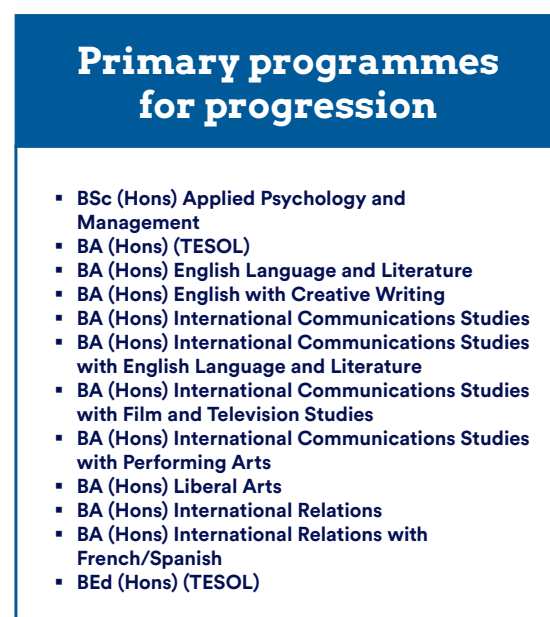 Primary programmes
for progression
▪ BSc (Hons) Applied Psychology and
Management
▪ BA (Hons) (TESOL)
▪ BA (Hons) English Language and Literature
▪ BA (Hons) English with Creative Writing
▪ BA (Hons) International Communications Studies
▪ BA (Hons) International Communications Studies
with English Language and Literature
▪ BA (Hons) International Communications Studies
with Film and Television Studies
▪ BA (Hons) International Communications Studies
with Performing Arts
▪ BA (Hons) Liberal Arts
▪ BA (Hons) International Relations
▪ BA (Hons) International Relations with
French/Spanish
▪ BEd (Hons) (TESOL)